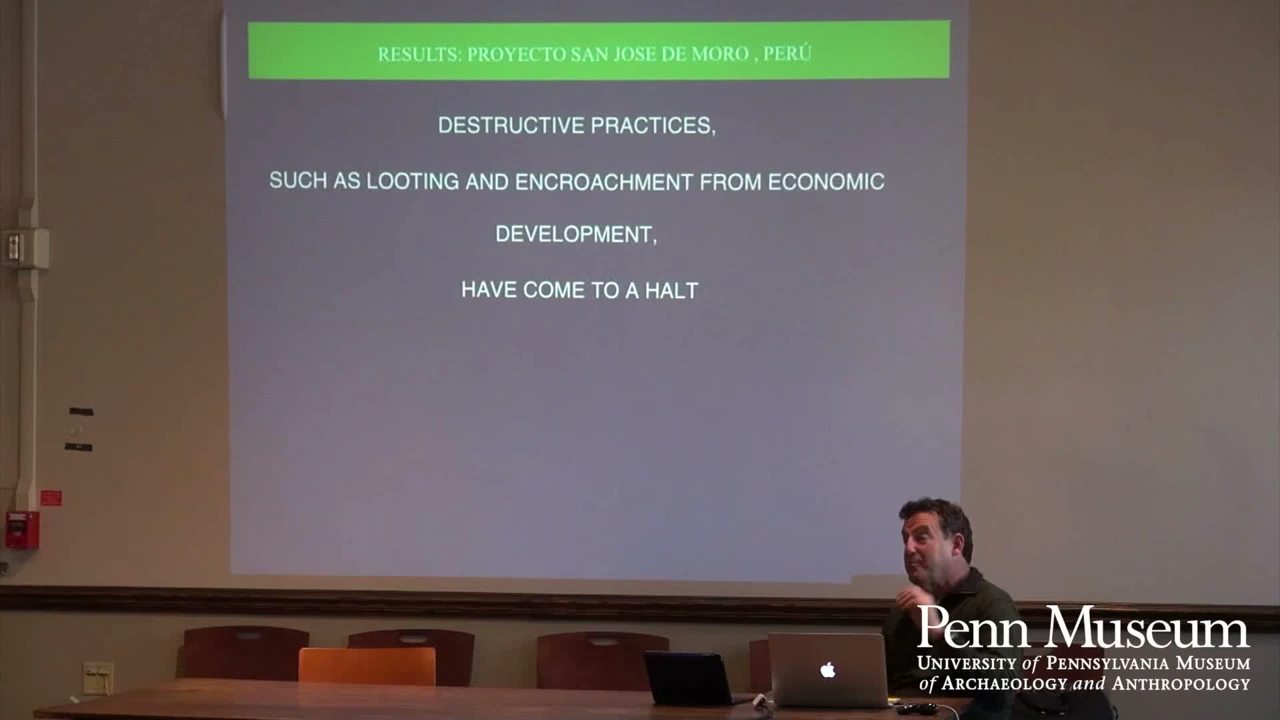 RESULTS: PROYECTO SAN JOSE DE MORO , PERÚ
DESTRUCTIVE PRACTICES,
SUCH AS LOOTING AND ENCROACHMENT FROM ECONOMIC
DEVELOPMENT,
HAVE COME TO A HALT
Penn Museum
UNIVERSITY of PENNSYLVANIA MUSEUM
of ARCHAEOLOGY and ANTHROPOLOGY